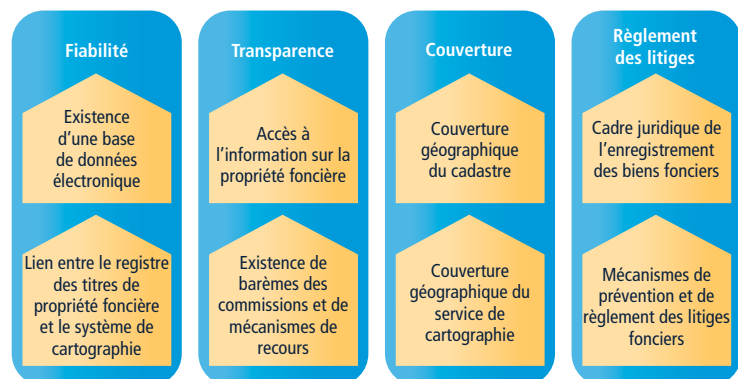 Fiabilité
Existence
d’une base
de données
électronique
Lien entre le registre
des titres de
propriété foncière
et le système de
cartographie
Transparence
Accès à
l’information sur la
propriété foncière
Existence de
barèmes des
commissions et de
mécanismes de
recours
Couverture
Couverture
géographique
du cadastre
Couverture
géographique du
service de
cartographie
Règlement
des litiges
Cadre juridique de
l’enregistrement
des biens fonciers
Mécanismes de
prévention et de
règlement des litiges
fonciers